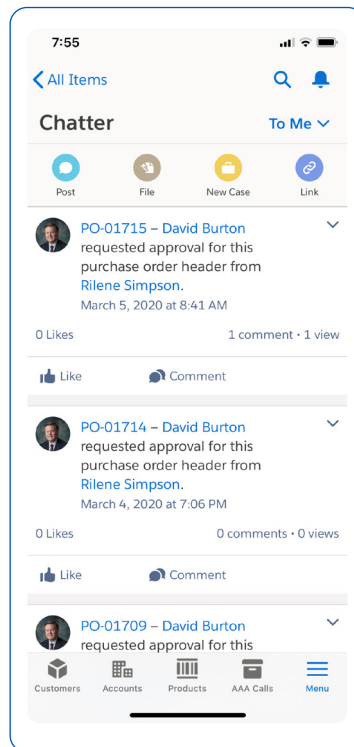 7:55
All Items
Chatter
To Me
Post
File
New Case
Link
PO-01715 – David Burton
requested approval for this
purchase order header from
Rilene Simpson.
March 5, 2020 at 8:41 AM
0 Likes
1 comment • 1 view
Like
Comment
PO-01714 – David Burton
requested approval for this
purchase order header from
Rilene Simpson.
March 4, 2020 at 7:06 PM
0 Likes
0 comments • 0 views
Like
Comment
PO-01709 – David Burton
requested approval for this
Customers
Accounts
Products
AAA Calls
Menu